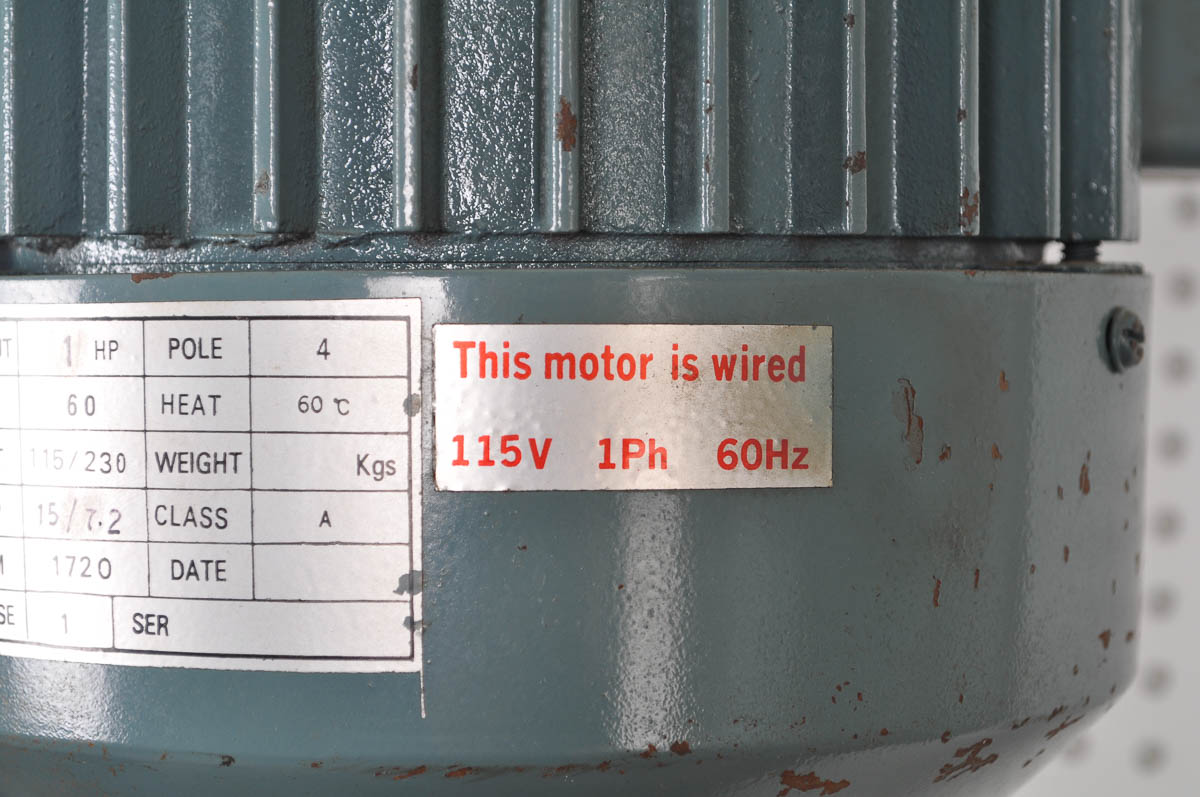 1 HP POLE 4
60 HEAT 60 ℃
115/230 WEIGHT Kgs
15/7.2 CLASS A
1720 DATE
1 SER
This motor is wired
115V 1Ph 60Hz